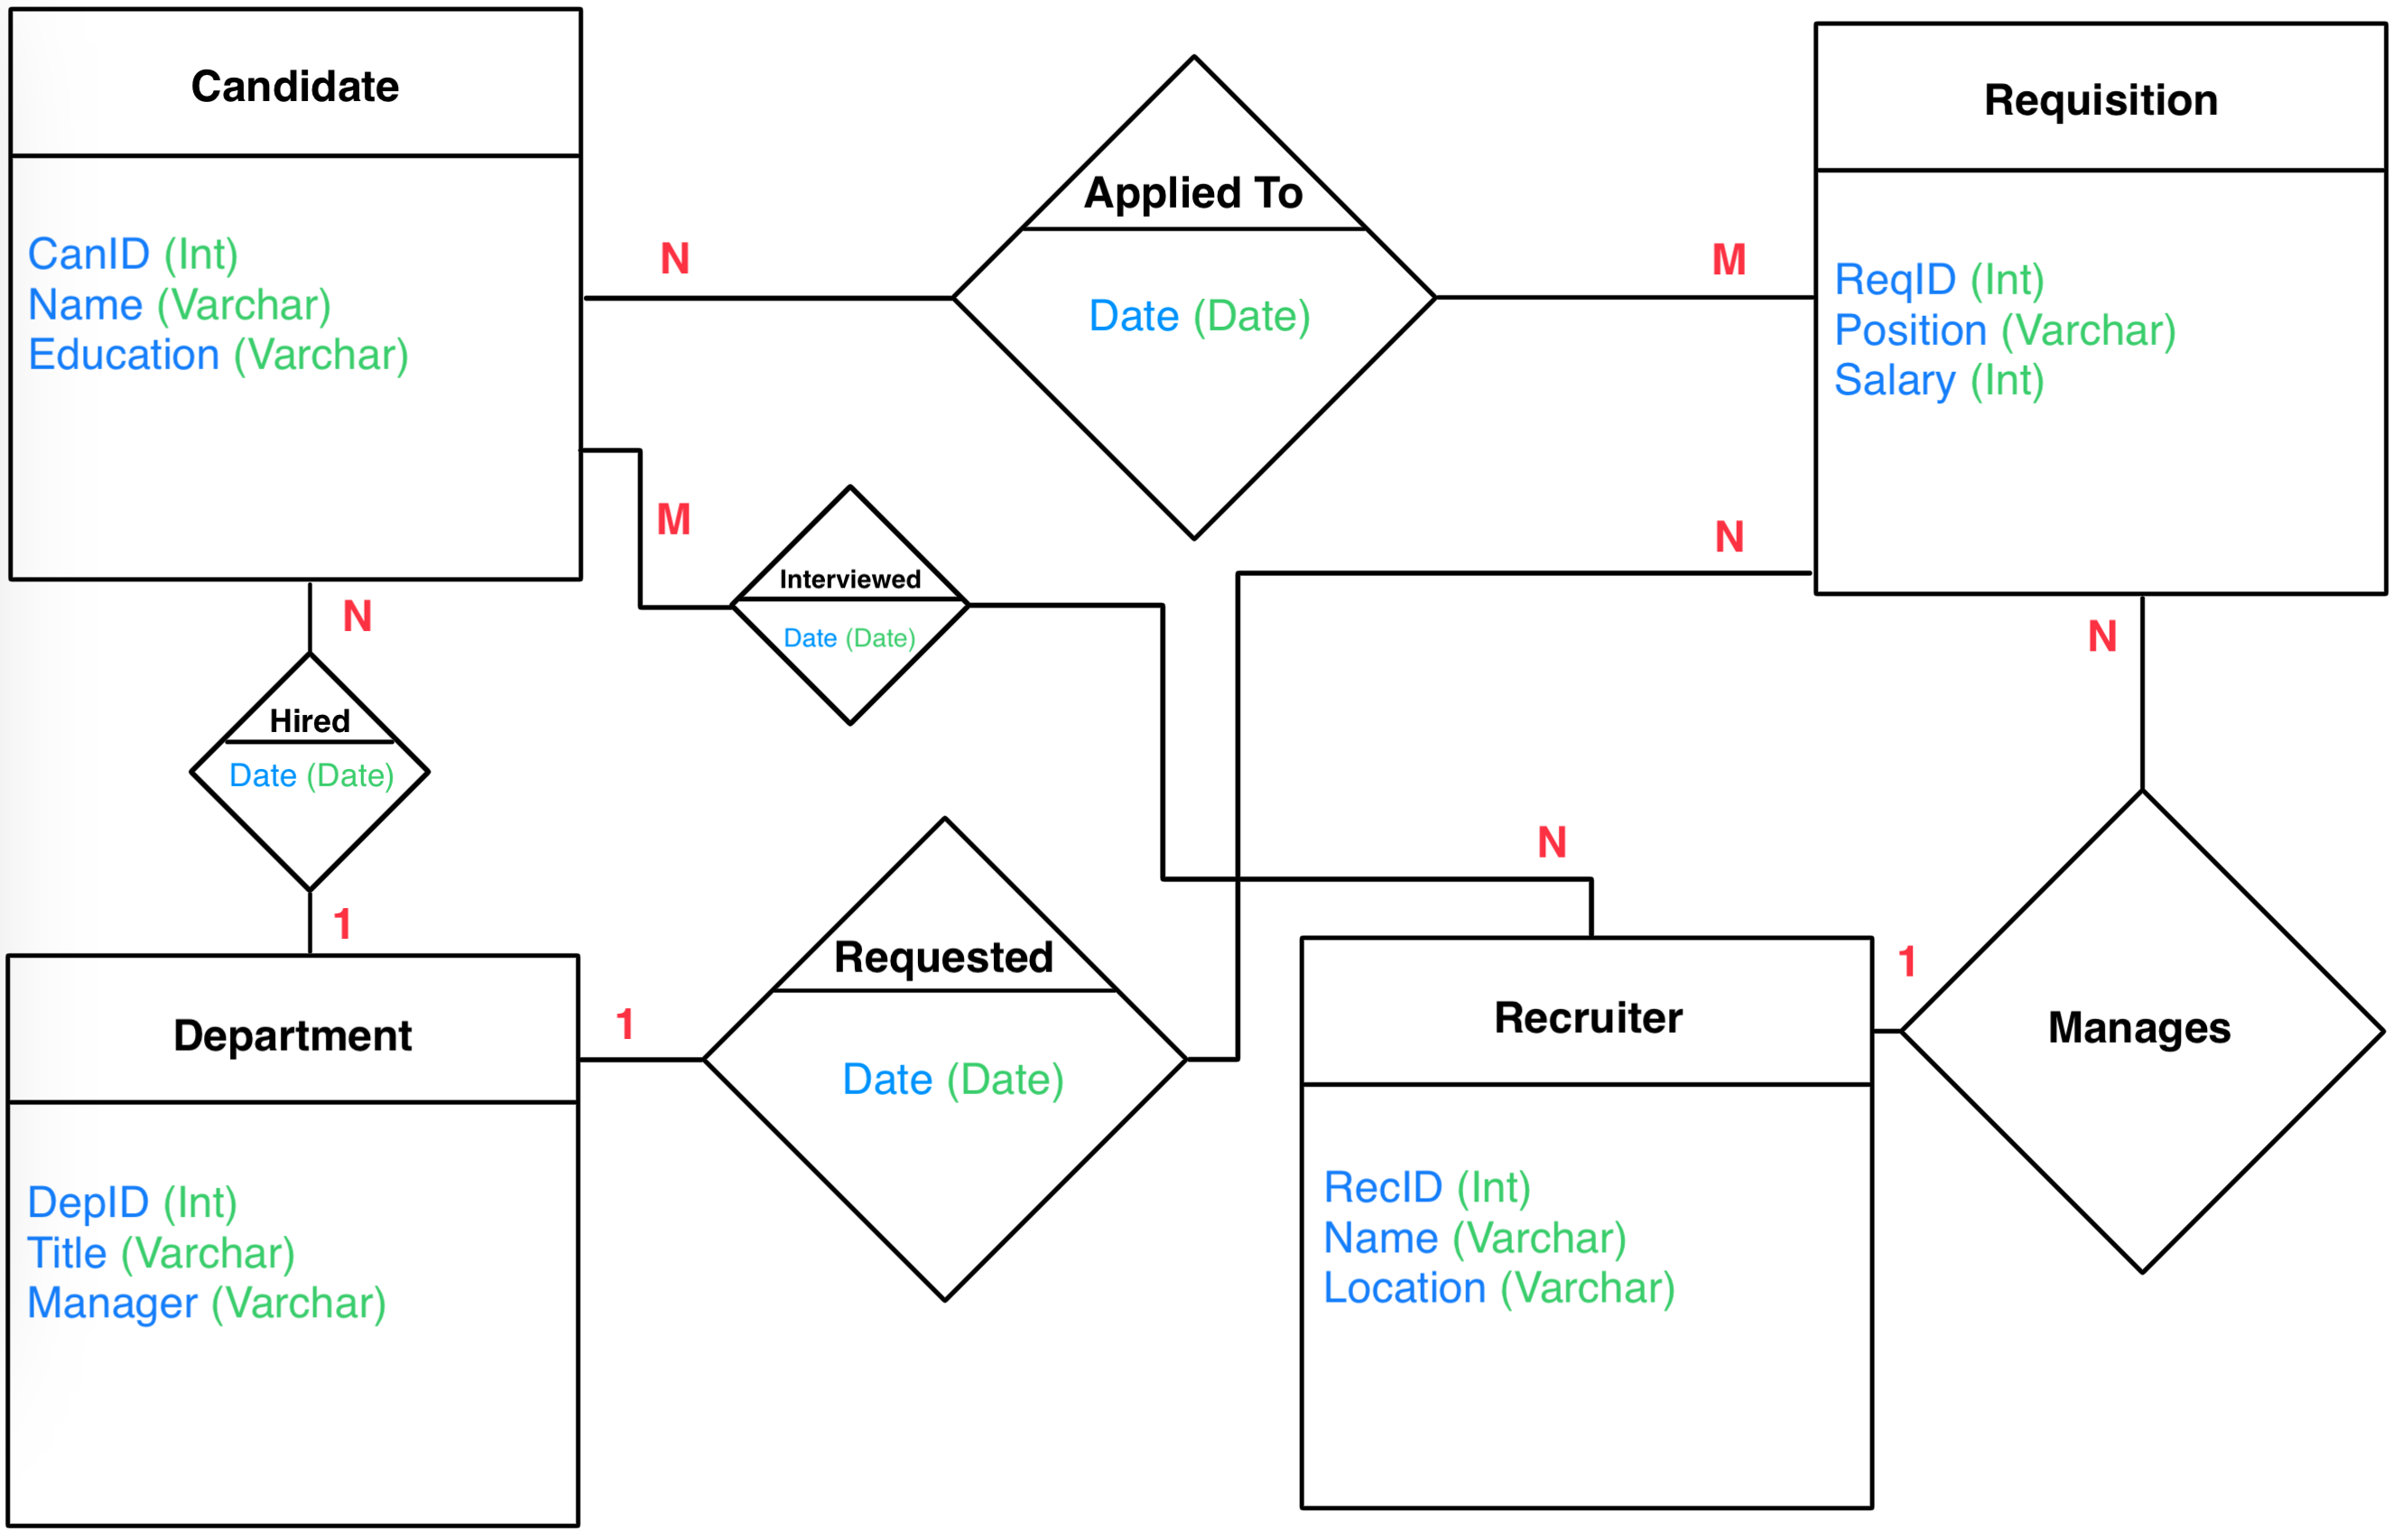 Candidate
CanID (Int)
Name (Varchar)
Education (Varchar)
N
Applied To
Date (Date)
M
Requisition
ReqID (Int)
Position (Varchar)
Salary (Int)
M
Interviewed
Date (Date)
N
N
N
Hired
Date (Date)
1
N
Department
DepID (Int)
Title (Varchar)
Manager (Varchar)
1
Requested
Date (Date)
Recruiter
RecID (Int)
Name (Varchar)
Location (Varchar)
1
Manages